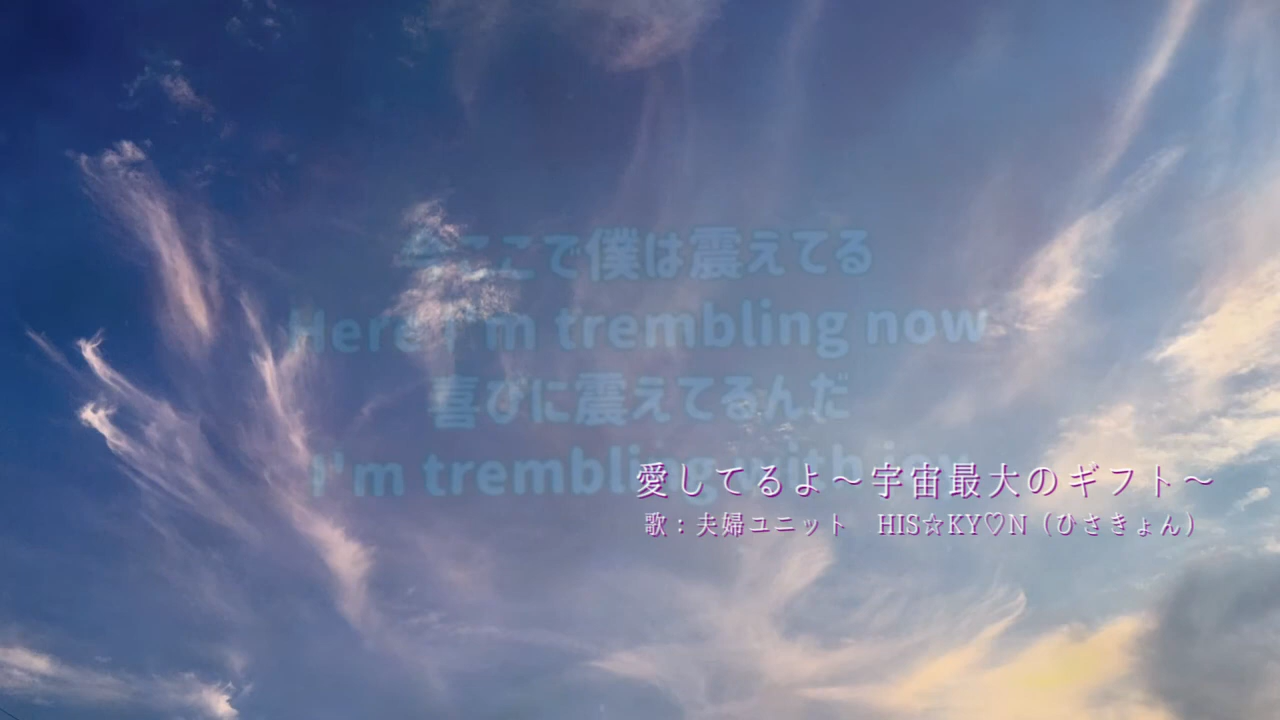 今ここで僕は震えてる
Here I'm trembling now
喜びに震えてるんだ
I'm trembling with joy
愛してるよ～宇宙最大のギフト～
歌：夫婦ユニット　HIS☆KY♡N（ひさきょん）